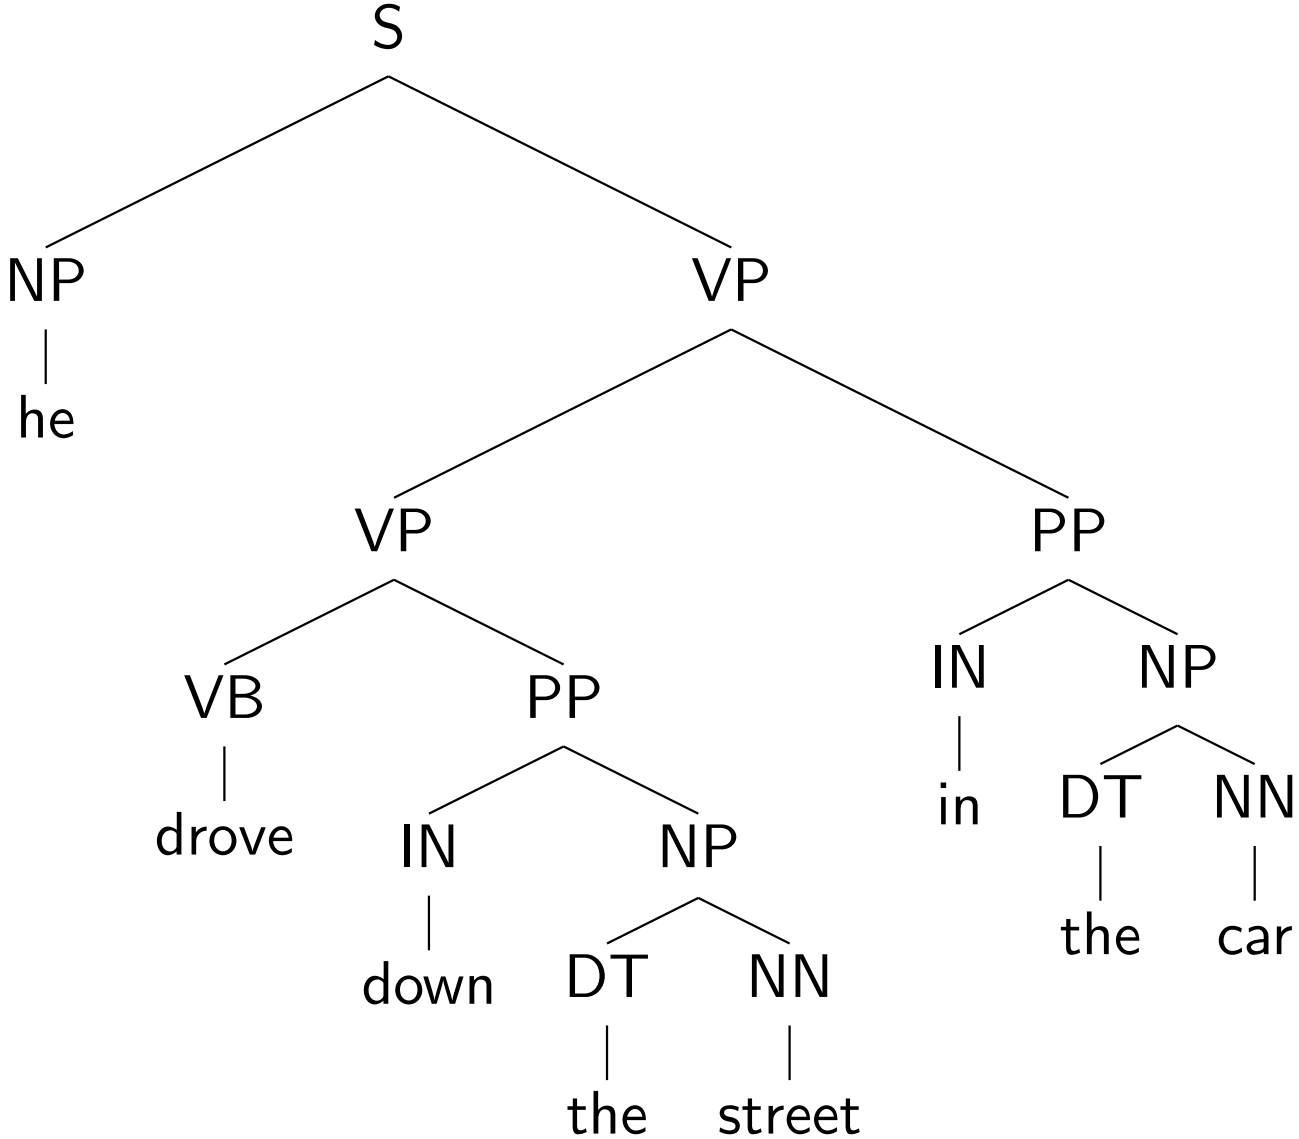 S
NP VP
he
VP PP
IN NP
VB PP
in DT NN
drove IN NP
the car
down DT NN
the street